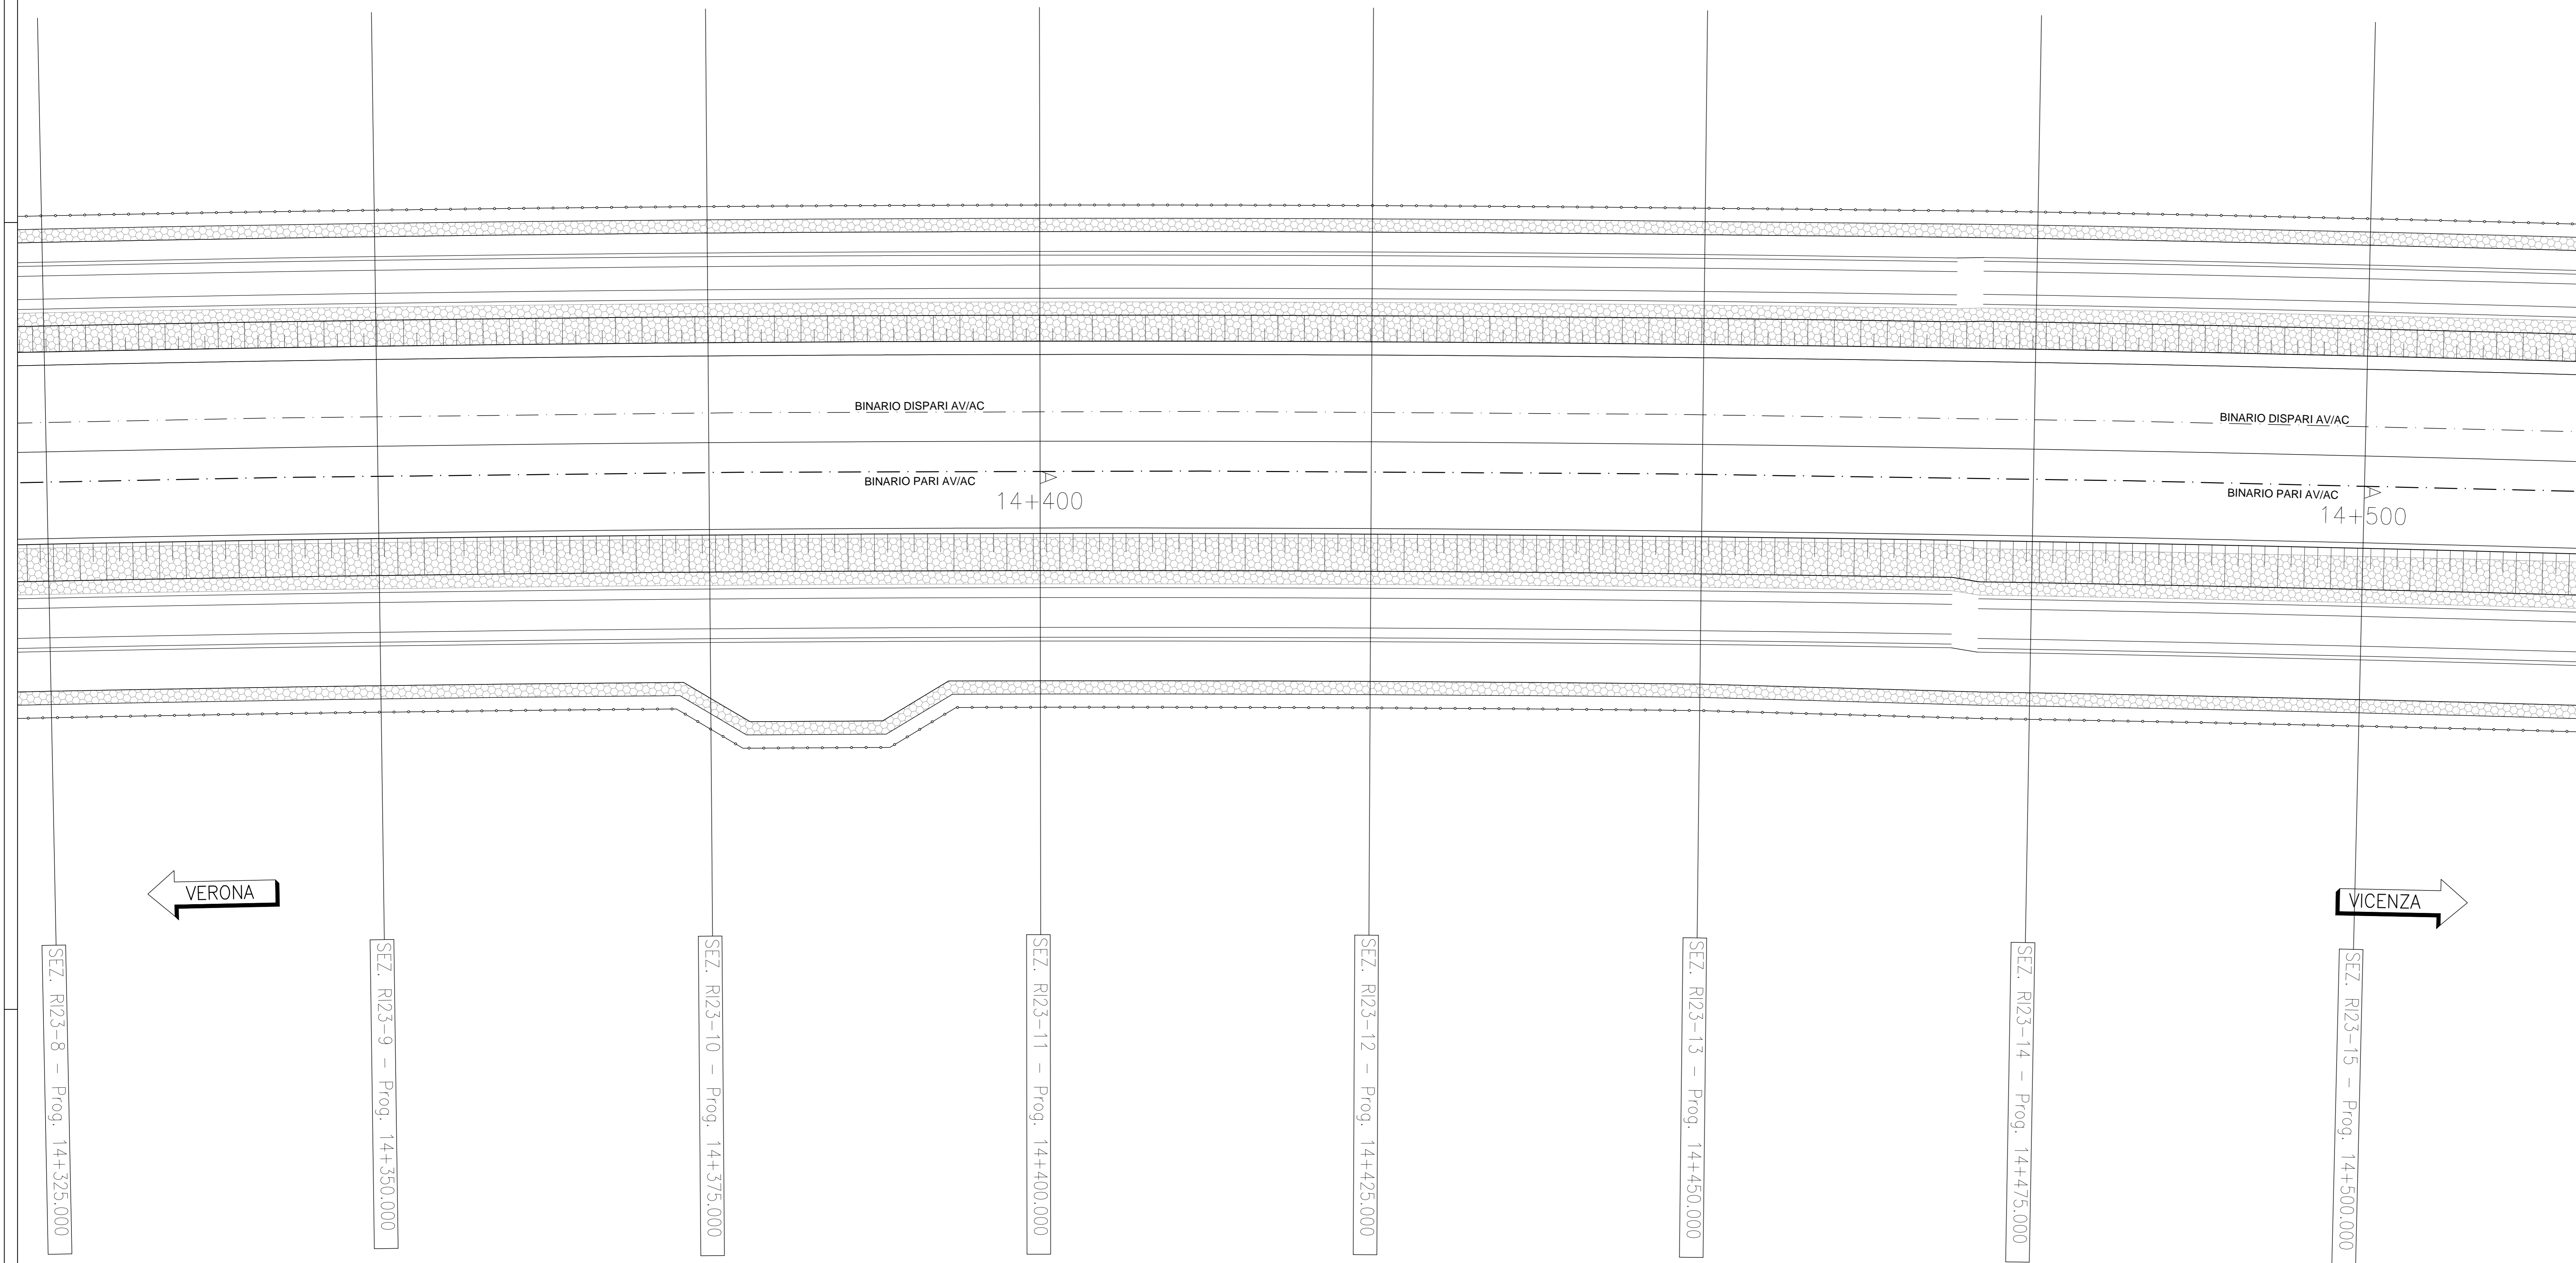 BINARIO DISPARI AV/AC
BINARIO DISPARI AV/AC
BINARIO PARI AV/AC
14+400
BINARIO PARI AV/AC
14+500
VERONA
VICENZA
SEZ. RI23-8 - Prog. 14+325.000
SEZ. RI23-9 - Prog. 14+350.000
SEZ. RI23-10 - Prog. 14+375.000
SEZ. RI23-11 - Prog. 14+400.000
SEZ. RI23-12 - Prog. 14+425.000
SEZ. RI23-13 - Prog. 14+450.000
SEZ. RI23-14 - Prog. 14+475.000
SEZ. RI23-15 - Prog. 14+500.000